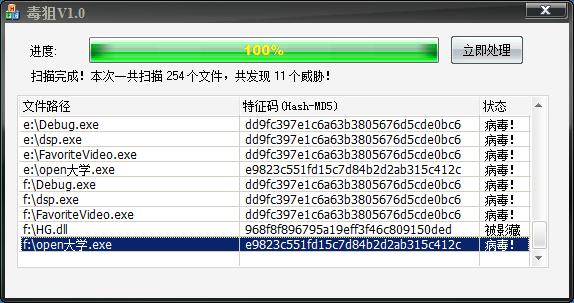 毒狙V1.0
进度: 100% 立即处理
扫描完成！本次一共扫描 254 个文件，共发现 11 个威胁！
文件路径 特征码(Hash-MD5) 状态
e:\Debug.exe dd9fc397e1c6a63b3805676d5cde0bc6 病毒！
e:\dsp.exe dd9fc397e1c6a63b3805676d5cde0bc6 病毒！
e:\FavoriteVideo.exe dd9fc397e1c6a63b3805676d5cde0bc6 病毒！
e:\open大学.exe e9823c551fd15c7d84b2d2ab315c412c 病毒！
f:\Debug.exe dd9fc397e1c6a63b3805676d5cde0bc6 病毒！
f:\dsp.exe dd9fc397e1c6a63b3805676d5cde0bc6 病毒！
f:\FavoriteVideo.exe dd9fc397e1c6a63b3805676d5cde0bc6 病毒！
f:\HG.dll 968f8f896795a19eff3f46c809150ded 被影藏
f:\open大学.exe e9823c551fd15c7d84b2d2ab315c412c 病毒！